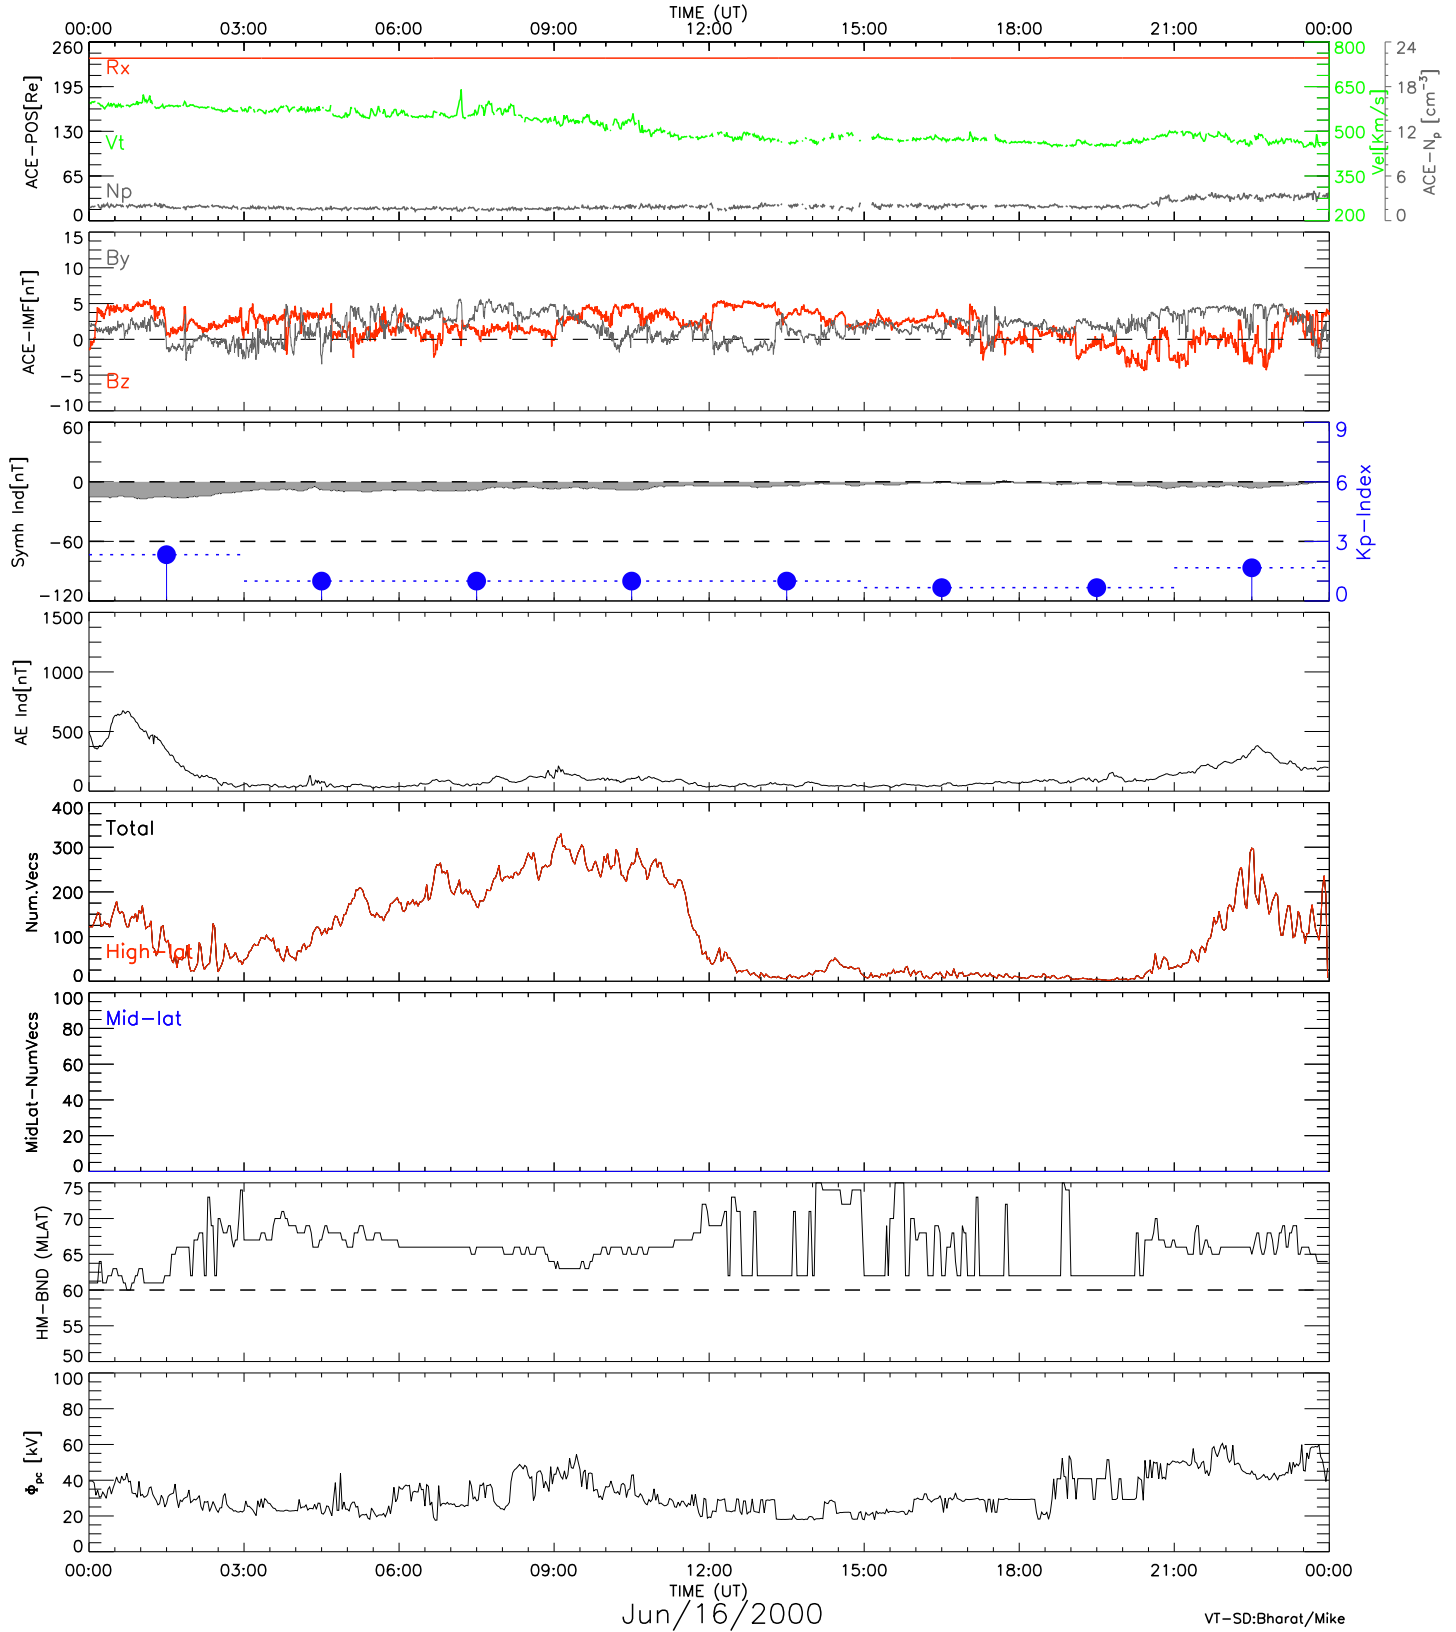 TIME (UT)
00:00 03:00 06:00 09:00 12:00 15:00 18:00 21:00 00:00
260
195
130
65
0
ACE-POS[Re]
Rx
Vt
Np
800
650
500
350
200
Vel[Km/s]
24
18
12
6
0
ACE-Np [cm⁻³]
15
10
5
0
-5
-10
ACE-IMF[nT]
By
Bz
60
0
-60
-120
Symh Ind[nT]
9
6
3
0
Kp-Index
1500
1000
500
0
AE Ind[nT]
400
300
200
100
0
Num.Vecs
Total
High-lat
100
80
60
40
20
0
MidLat-NumVecs
Mid-lat
75
70
65
60
55
50
HM-BND (MLAT)
100
80
60
40
20
0
Φpc [kV]
00:00 03:00 06:00 09:00 12:00 15:00 18:00 21:00 00:00
TIME (UT)
Jun/16/2000
VT-SD:Bharat/Mike